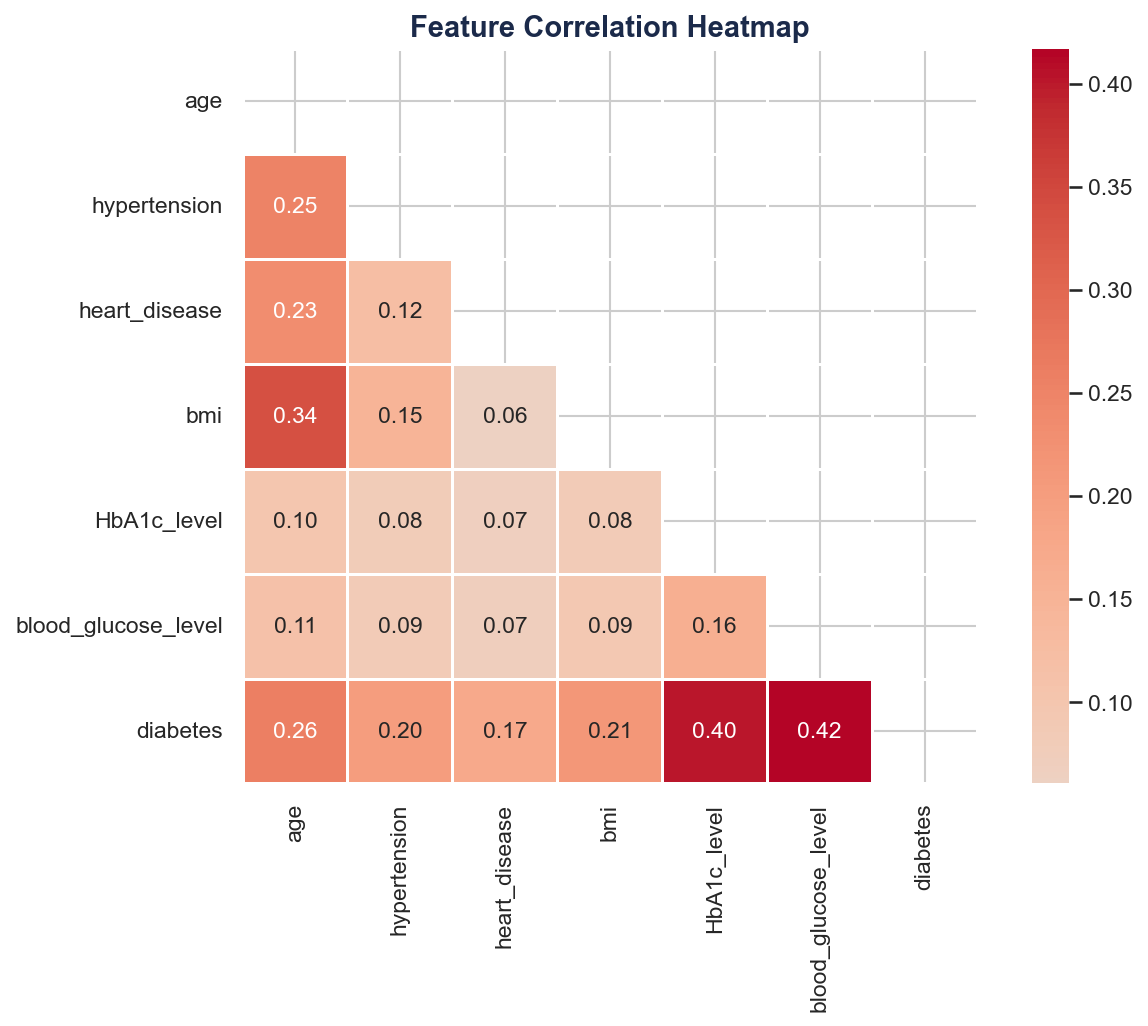 Feature Correlation Heatmap
age
hypertension 0.25
heart_disease 0.23 0.12
bmi 0.34 0.15 0.06
HbA1c_level 0.10 0.08 0.07 0.08
blood_glucose_level 0.11 0.09 0.07 0.09 0.16
diabetes 0.26 0.20 0.17 0.21 0.40 0.42
age
hypertension
heart_disease
bmi
HbA1c_level
blood_glucose_level
diabetes
0.40
0.35
0.30
0.25
0.20
0.15
0.10